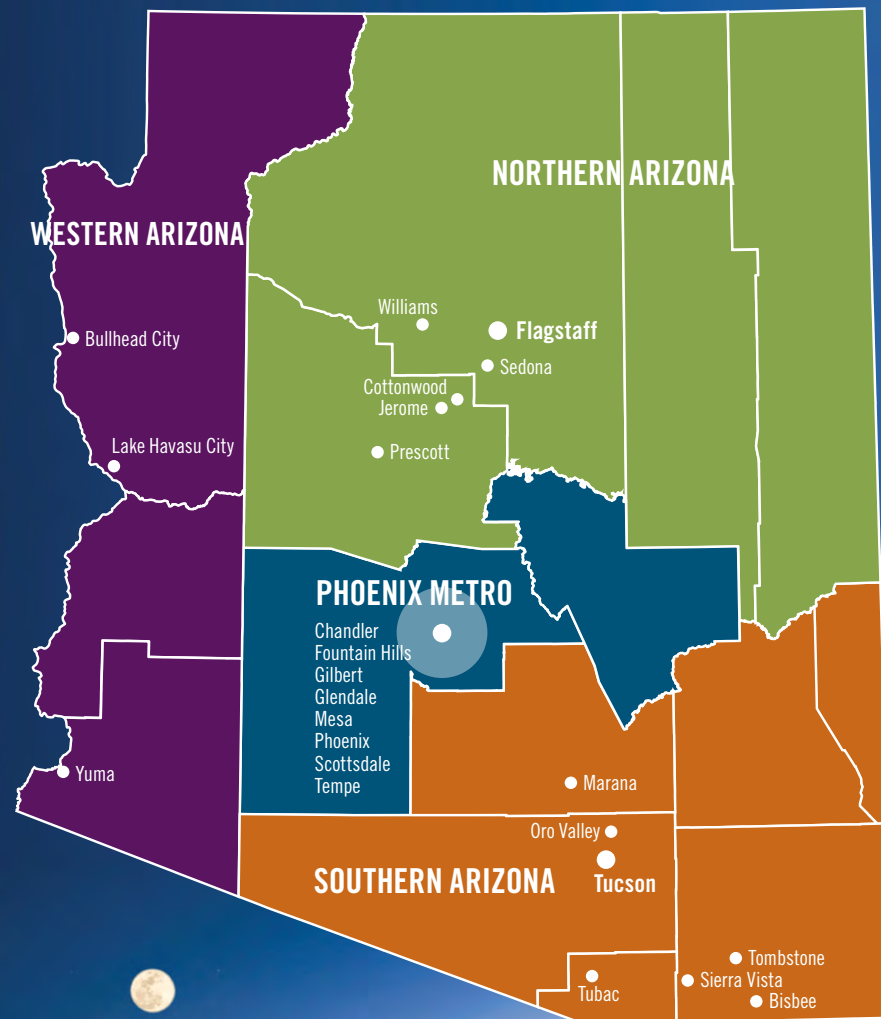 NORTHERN ARIZONA
WESTERN ARIZONA
Williams
Flagstaff
Bullhead City
Sedona
Cottonwood
Jerome
Lake Havasu City
Prescott
PHOENIX METRO
Chandler
Fountain Hills
Gilbert
Glendale
Mesa
Phoenix
Scottsdale
Tempe
Yuma
Marana
Oro Valley
SOUTHERN ARIZONA
Tucson
Tombstone
Sierra Vista
Tubac
Bisbee